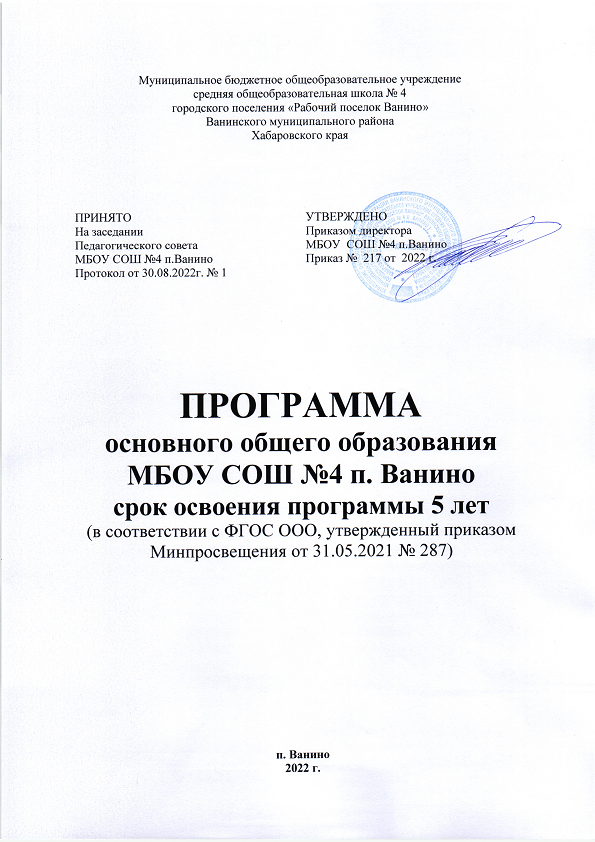 Муниципальное бюджетное общеобразовательное учреждение
средняя общеобразовательная школа № 4
городского поселения «Рабочий поселок Ванино»
Ванинского муниципального района
Хабаровского края
ПРИНЯТО
На заседании
Педагогического совета
МБОУ СОШ №4 п.Ванино
Протокол от 30.08.2022г. № 1
УТВЕРЖДЕНО
Приказом директора
МБОУ СОШ №4 п.Ванино
Приказ № 217 от 2022 г.
ПРОГРАММА
основного общего образования
МБОУ СОШ №4 п. Ванино
срок освоения программы 5 лет
(в соответствии с ФГОС ООО, утвержденный приказом
Минпросвещения от 31.05.2021 № 287)
п. Ванино
2022 г.